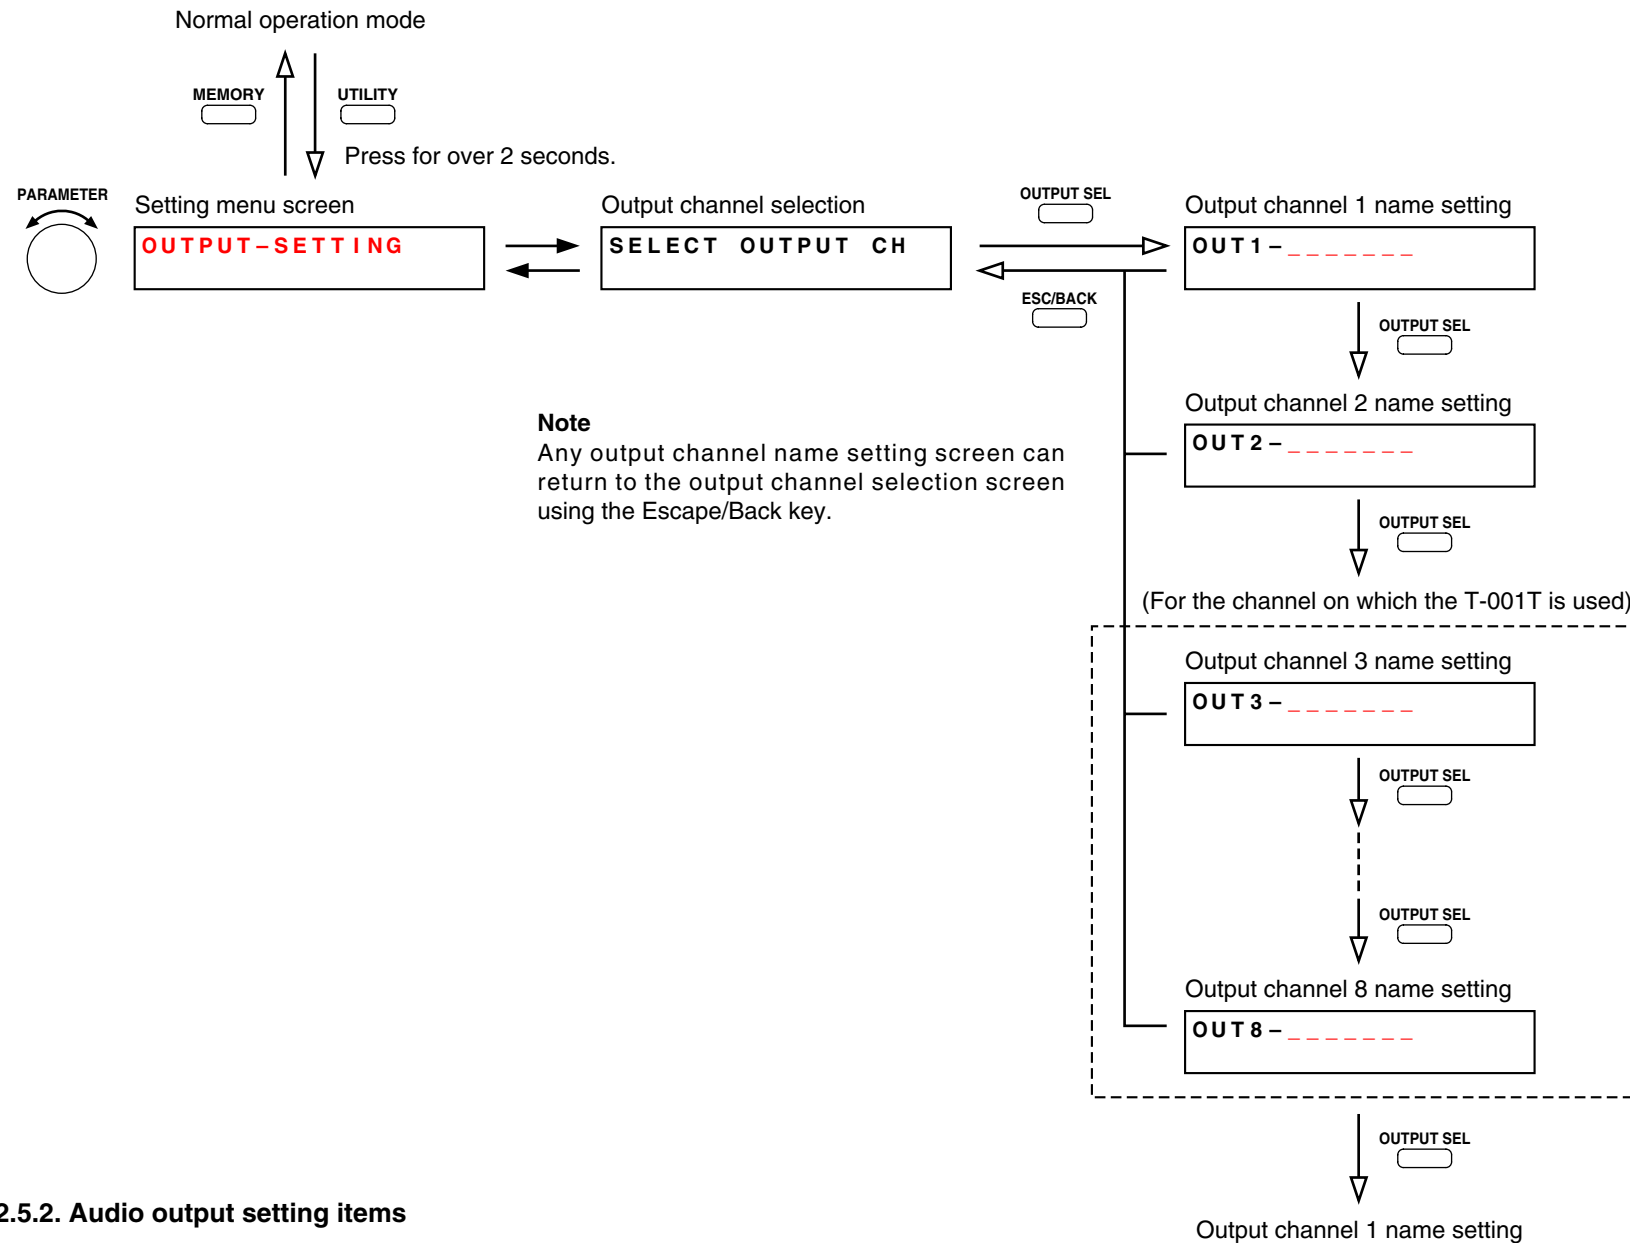 Normal operation mode
MEMORY
UTILITY
Press for over 2 seconds.
PARAMETER
Setting menu screen
OUTPUT–SETTING
Output channel selection
SELECT OUTPUT CH
OUTPUT SEL
ESC/BACK
Output channel 1 name setting
OUT1–_______
OUTPUT SEL
Note
Any output channel name setting screen can
return to the output channel selection screen
using the Escape/Back key.
Output channel 2 name setting
OUT2–_______
OUTPUT SEL
(For the channel on which the T-001T is used)
Output channel 3 name setting
OUT3–_______
OUTPUT SEL
OUTPUT SEL
Output channel 8 name setting
OUT8–_______
OUTPUT SEL
Output channel 1 name setting
2.5.2. Audio output setting items